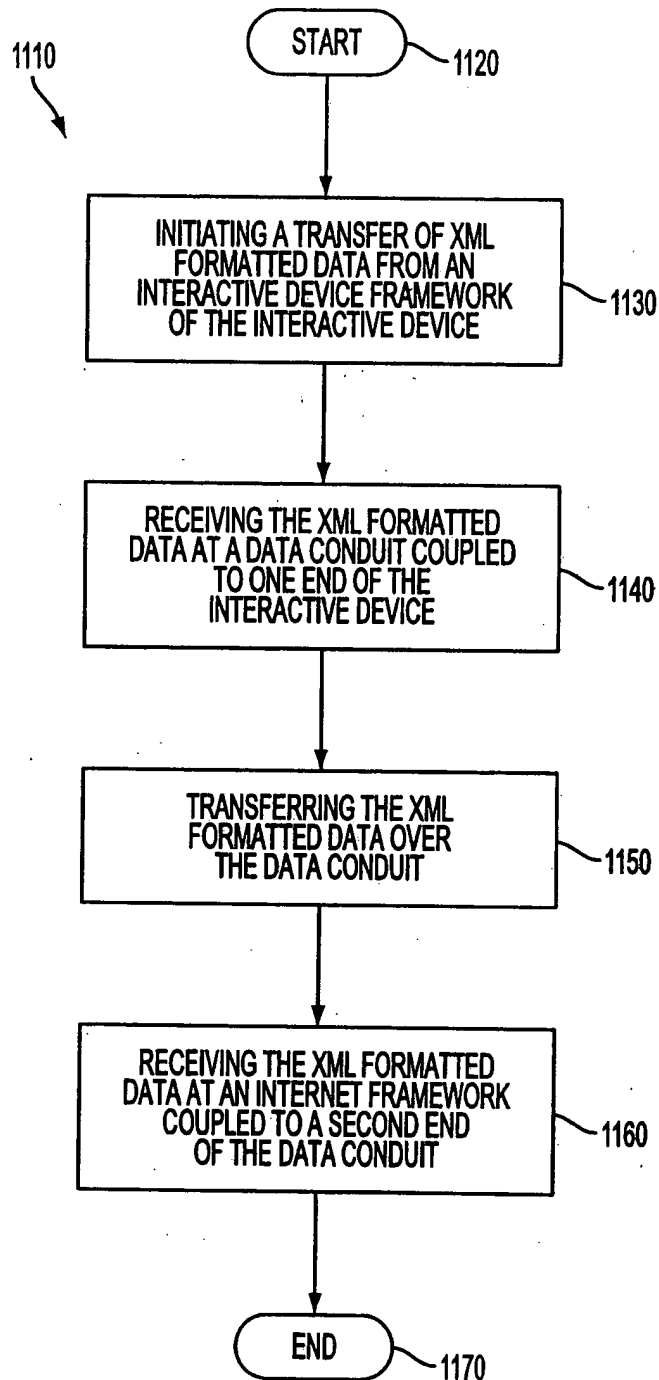 START
1110
1120
INITIATING A TRANSFER OF XML
FORMATTED DATA FROM AN
INTERACTIVE DEVICE FRAMEWORK
OF THE INTERACTIVE DEVICE
1130
RECEIVING THE XML FORMATTED
DATA AT A DATA CONDUIT COUPLED
TO ONE END OF THE
INTERACTIVE DEVICE
1140
TRANSFERRING THE XML
FORMATTED DATA OVER
THE DATA CONDUIT
1150
RECEIVING THE XML FORMATTED
DATA AT AN INTERNET FRAMEWORK
COUPLED TO A SECOND END
OF THE DATA CONDUIT
1160
END
1170